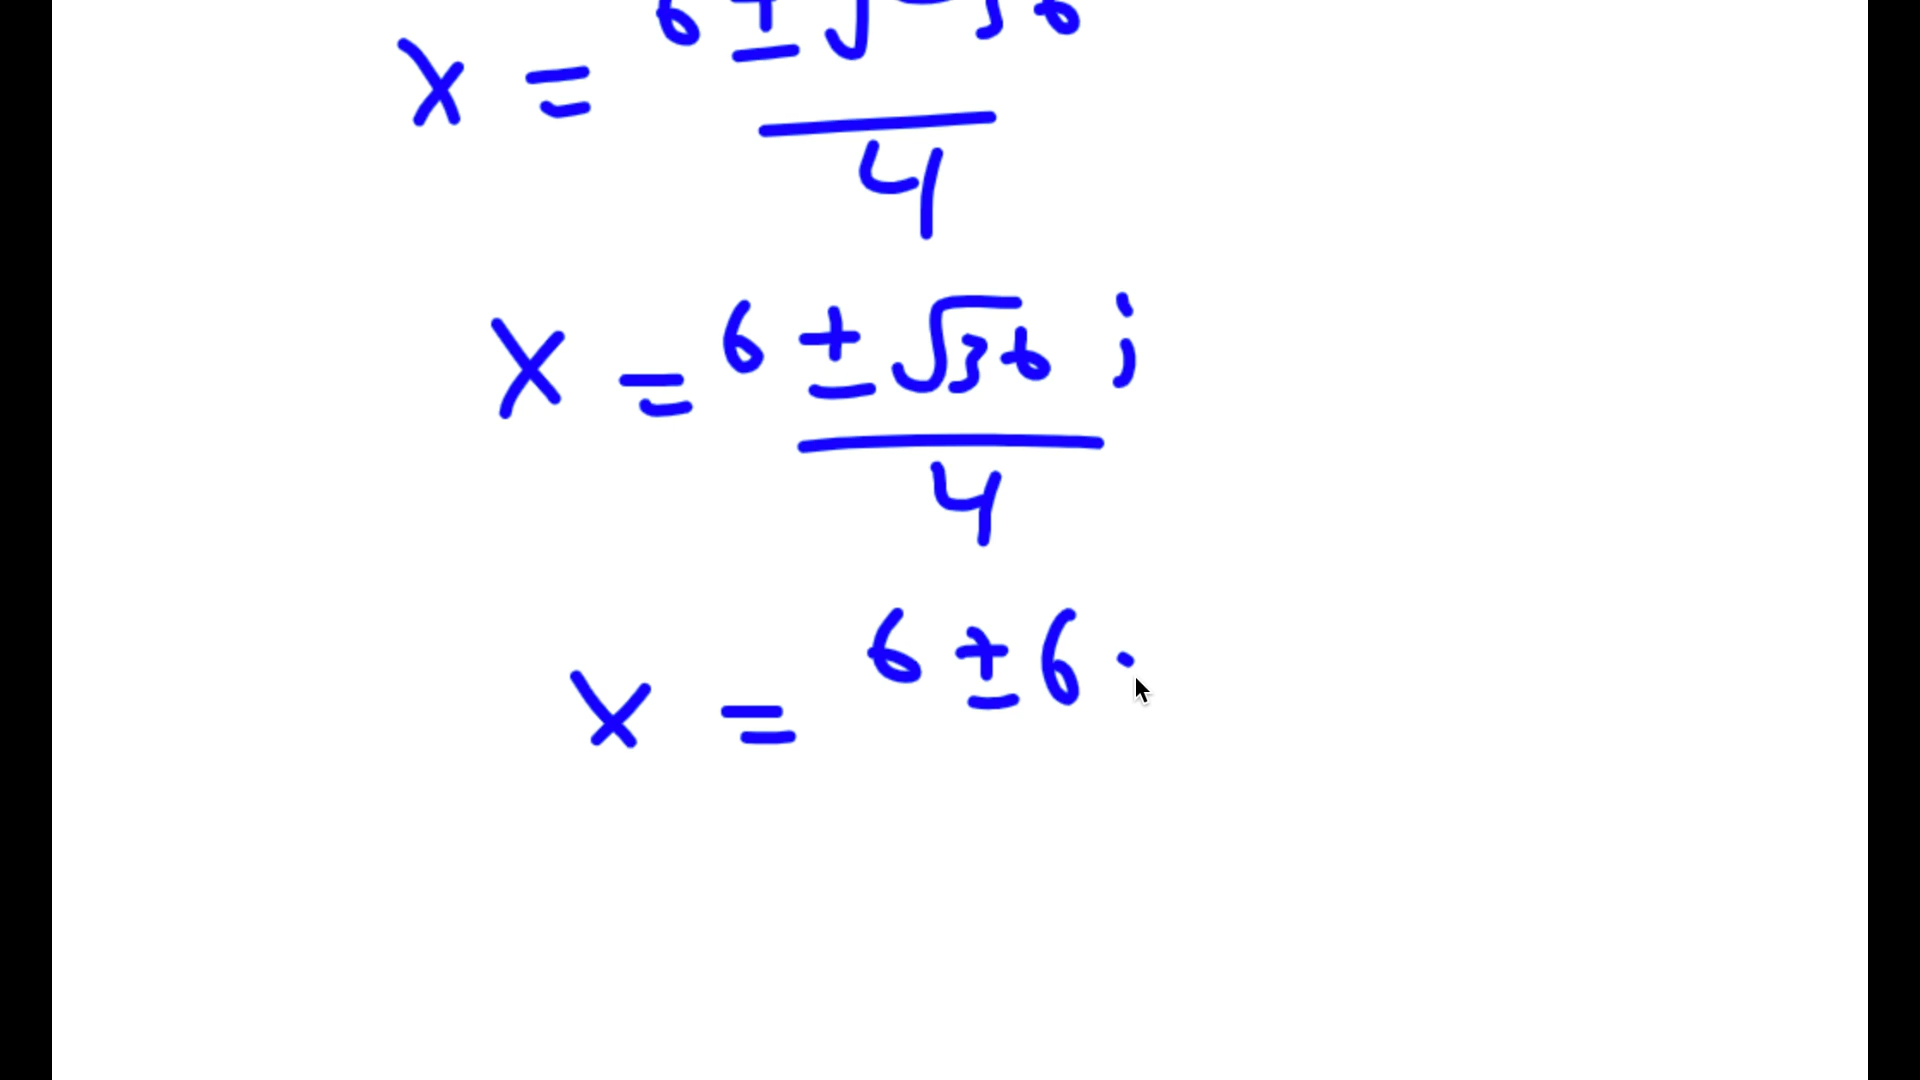 x = 6 ± √-36 / 4
x = 6 ± √36 i / 4
x = 6 ± 6 ·